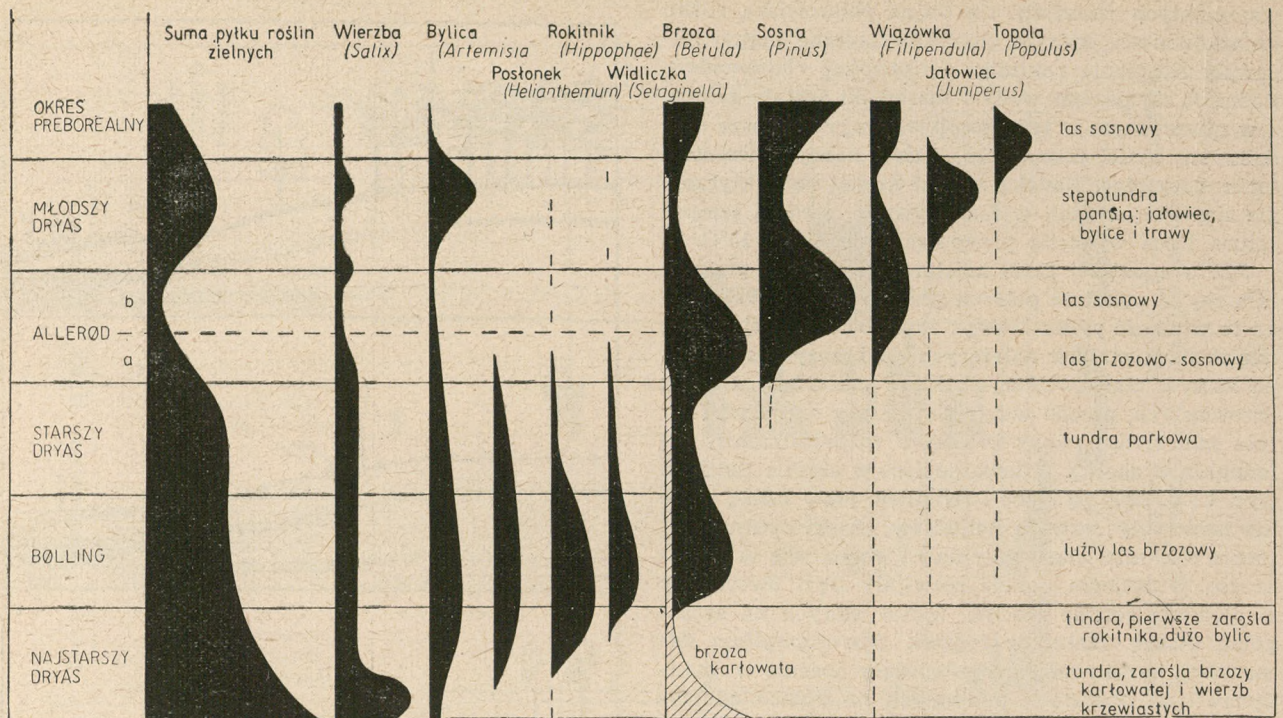 Suma pyłku roślin
zielnych
Wierzba
(Salix)
Bylica
(Artemisia
Rokitnik
(Hippophae)
Brzoza
(Betula)
Sosna
(Pinus)
Wiązówka
(Filipendula)
Topola
(Populus)
Posłonek
(Helianthemum)
Widliczka
(Selaginella)
Jałowiec
(Juniperus)
OKRES
PREBOREALNY
las sosnowy
MŁODSZY
DRYAS
stepotundra
panują: jałowiec,
bylice i trawy
b
las sosnowy
ALLERØD
a
las brzozowo-sosnowy
STARSZY
DRYAS
tundra parkowa
BØLLING
luźny las brzozowy
NAJSTARSZY
DRYAS
brzoza
karłowata
tundra, pierwsze zarośla
rokitnika, dużo bylic
tundra, zarośla brzozy
karłowatej i wierzb
krzewiastych